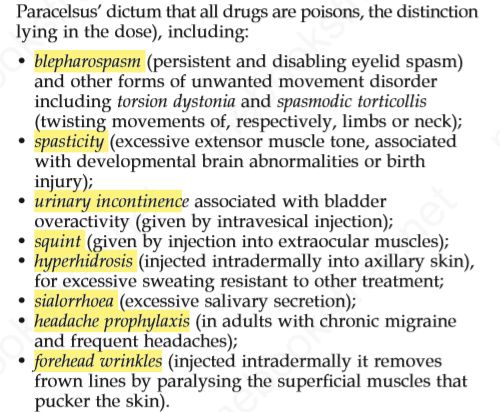 Paracelsus' dictum that all drugs are poisons, the distinction
lying in the dose), including:
• blepharospasm (persistent and disabling eyelid spasm)
and other forms of unwanted movement disorder
including torsion dystonia and spasmodic torticollis
(twisting movements of, respectively, limbs or neck);
• spasticity (excessive extensor muscle tone, associated
with developmental brain abnormalities or birth
injury);
• urinary incontinence associated with bladder
overactivity (given by intravesical injection);
• squint (given by injection into extraocular muscles);
• hyperhidrosis (injected intradermally into axillary skin),
for excessive sweating resistant to other treatment;
• sialorrhoea (excessive salivary secretion);
• headache prophylaxis (in adults with chronic migraine
and frequent headaches);
• forehead wrinkles (injected intradermally it removes
frown lines by paralysing the superficial muscles that
pucker the skin).